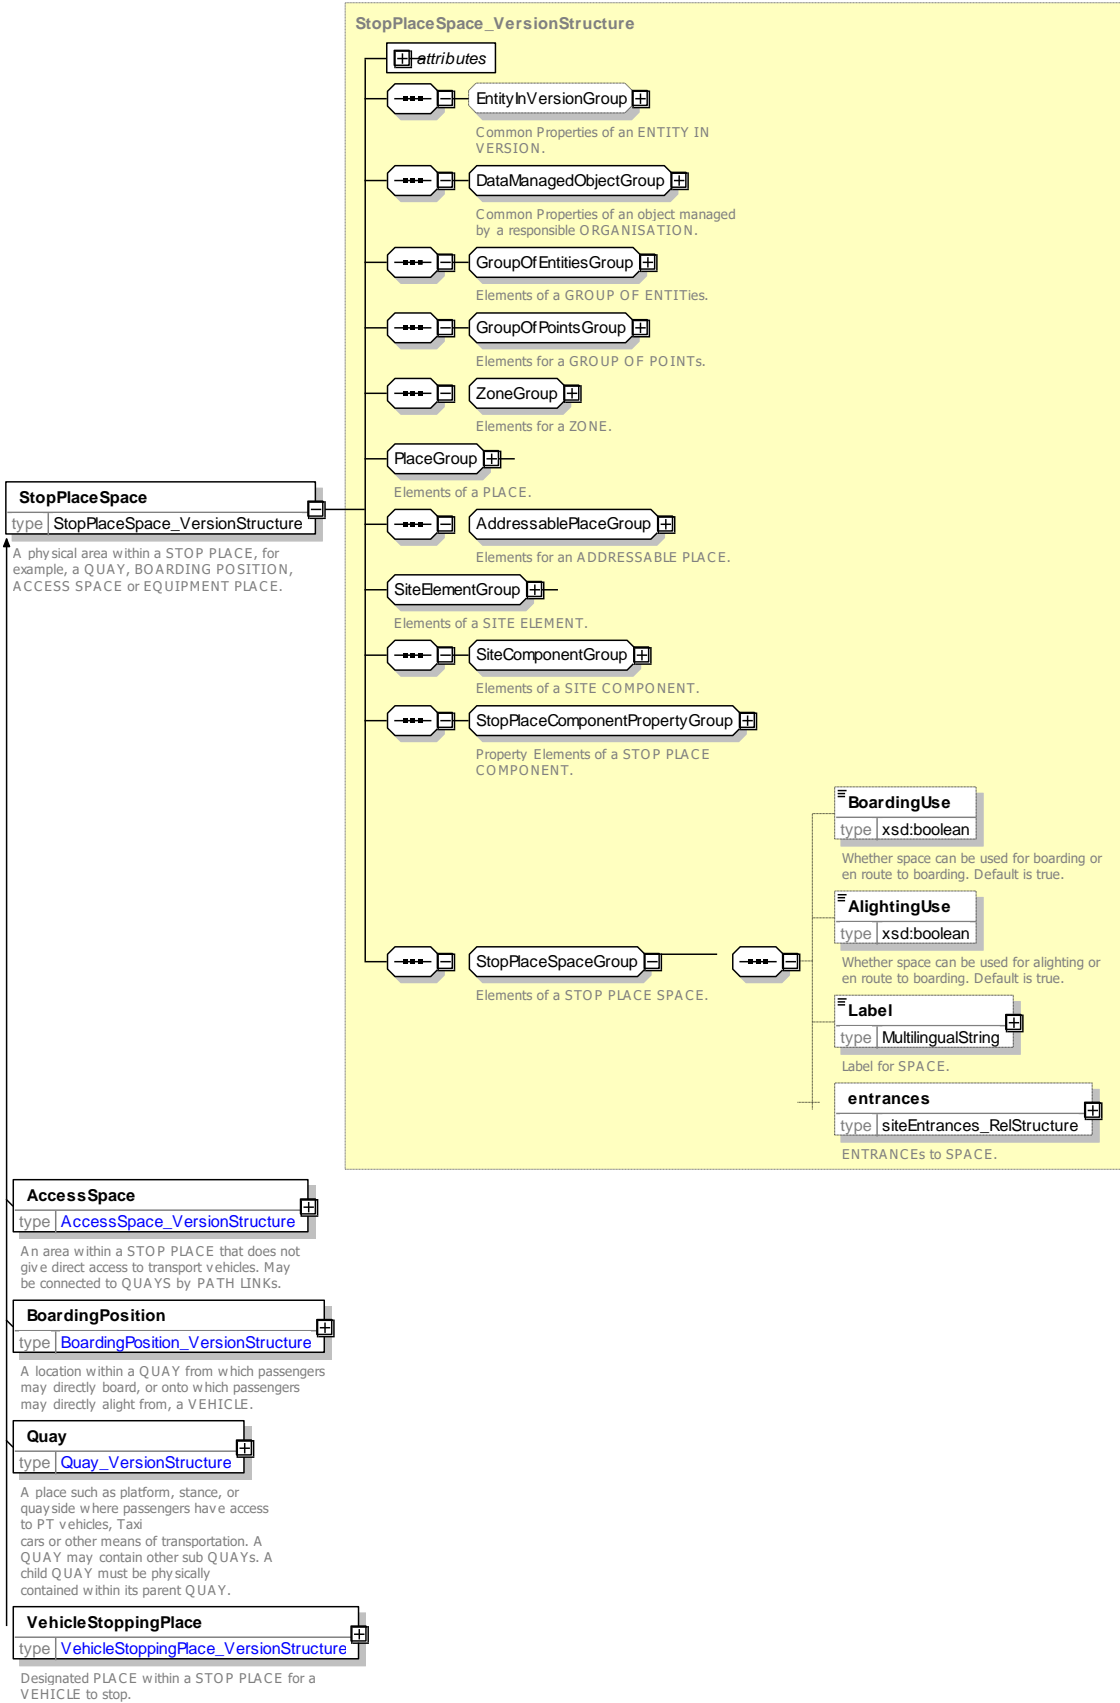 StopPlaceSpace_VersionStructure
attributes
EntityInVersionGroup
Common Properties of an ENTITY IN
VERSION.
DataManagedObjectGroup
Common Properties of an object managed
by a responsible ORGANISATION.
GroupOfEntitiesGroup
Elements of a GROUP OF ENTITies.
GroupOfPointsGroup
Elements for a GROUP OF POINTs.
ZoneGroup
Elements for a ZONE.
PlaceGroup
Elements of a PLACE.
StopPlaceSpace
type StopPlaceSpace_VersionStructure
A physical area within a STOP PLACE, for
example, a QUAY, BOARDING POSITION,
ACCESS SPACE or EQUIPMENT PLACE.
AddressablePlaceGroup
Elements for an ADDRESSABLE PLACE.
SiteElementGroup
Elements of a SITE ELEMENT.
SiteComponentGroup
Elements of a SITE COMPONENT.
StopPlaceComponentPropertyGroup
Property Elements of a STOP PLACE
COMPONENT.
StopPlaceSpaceGroup
Elements of a STOP PLACE SPACE.
BoardingUse
type xsd:boolean
Whether space can be used for boarding or
en route to boarding. Default is true.
AlightingUse
type xsd:boolean
Whether space can be used for alighting or
en route to boarding. Default is true.
Label
type MultilingualString
Label for SPACE.
entrances
type siteEntrances_RelStructure
ENTRANCEs to SPACE.
AccessSpace
type AccessSpace_VersionStructure
An area within a STOP PLACE that does not
give direct access to transport vehicles. May
be connected to QUAYS by PATH LINKs.
BoardingPosition
type BoardingPosition_VersionStructure
A location within a QUAY from which passengers
may directly board, or onto which passengers
may directly alight from, a VEHICLE.
Quay
type Quay_VersionStructure
A place such as platform, stance, or
quayside where passengers have access
to PT vehicles, Taxi
cars or other means of transportation. A
QUAY may contain other sub QUAYs. A
child QUAY must be physically
contained within its parent QUAY.
VehicleStoppingPlace
type VehicleStoppingPlace_VersionStructure
Designated PLACE within a STOP PLACE for a
VEHICLE to stop.